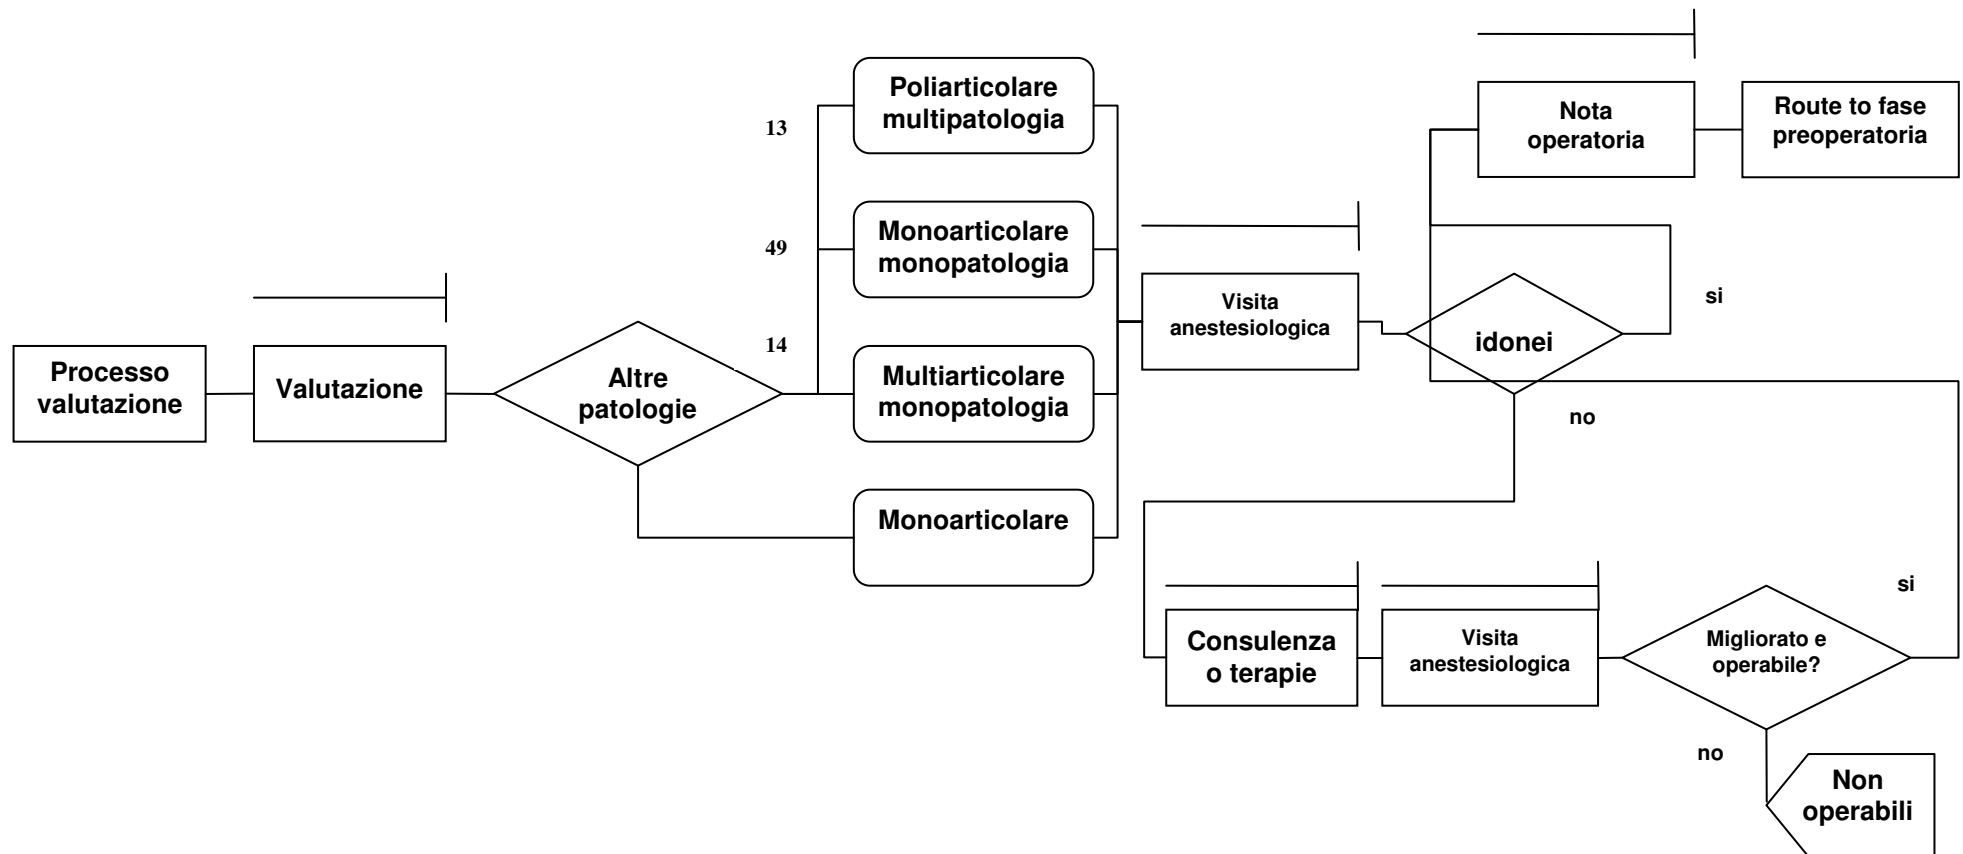 Processo
valutazione
Valutazione
Altre
patologie
13
49
14
Poliarticolare
multipatologia
Monoarticolare
monopatologia
Multiarticolare
monopatologia
Monoarticolare
Visita
anestesiologica
idonei
si
no
Nota
operatoria
Route to fase
preoperatoria
Consulenza
o terapie
Visita
anestesiologica
Migliorato e
operabile?
si
no
Non
operabili